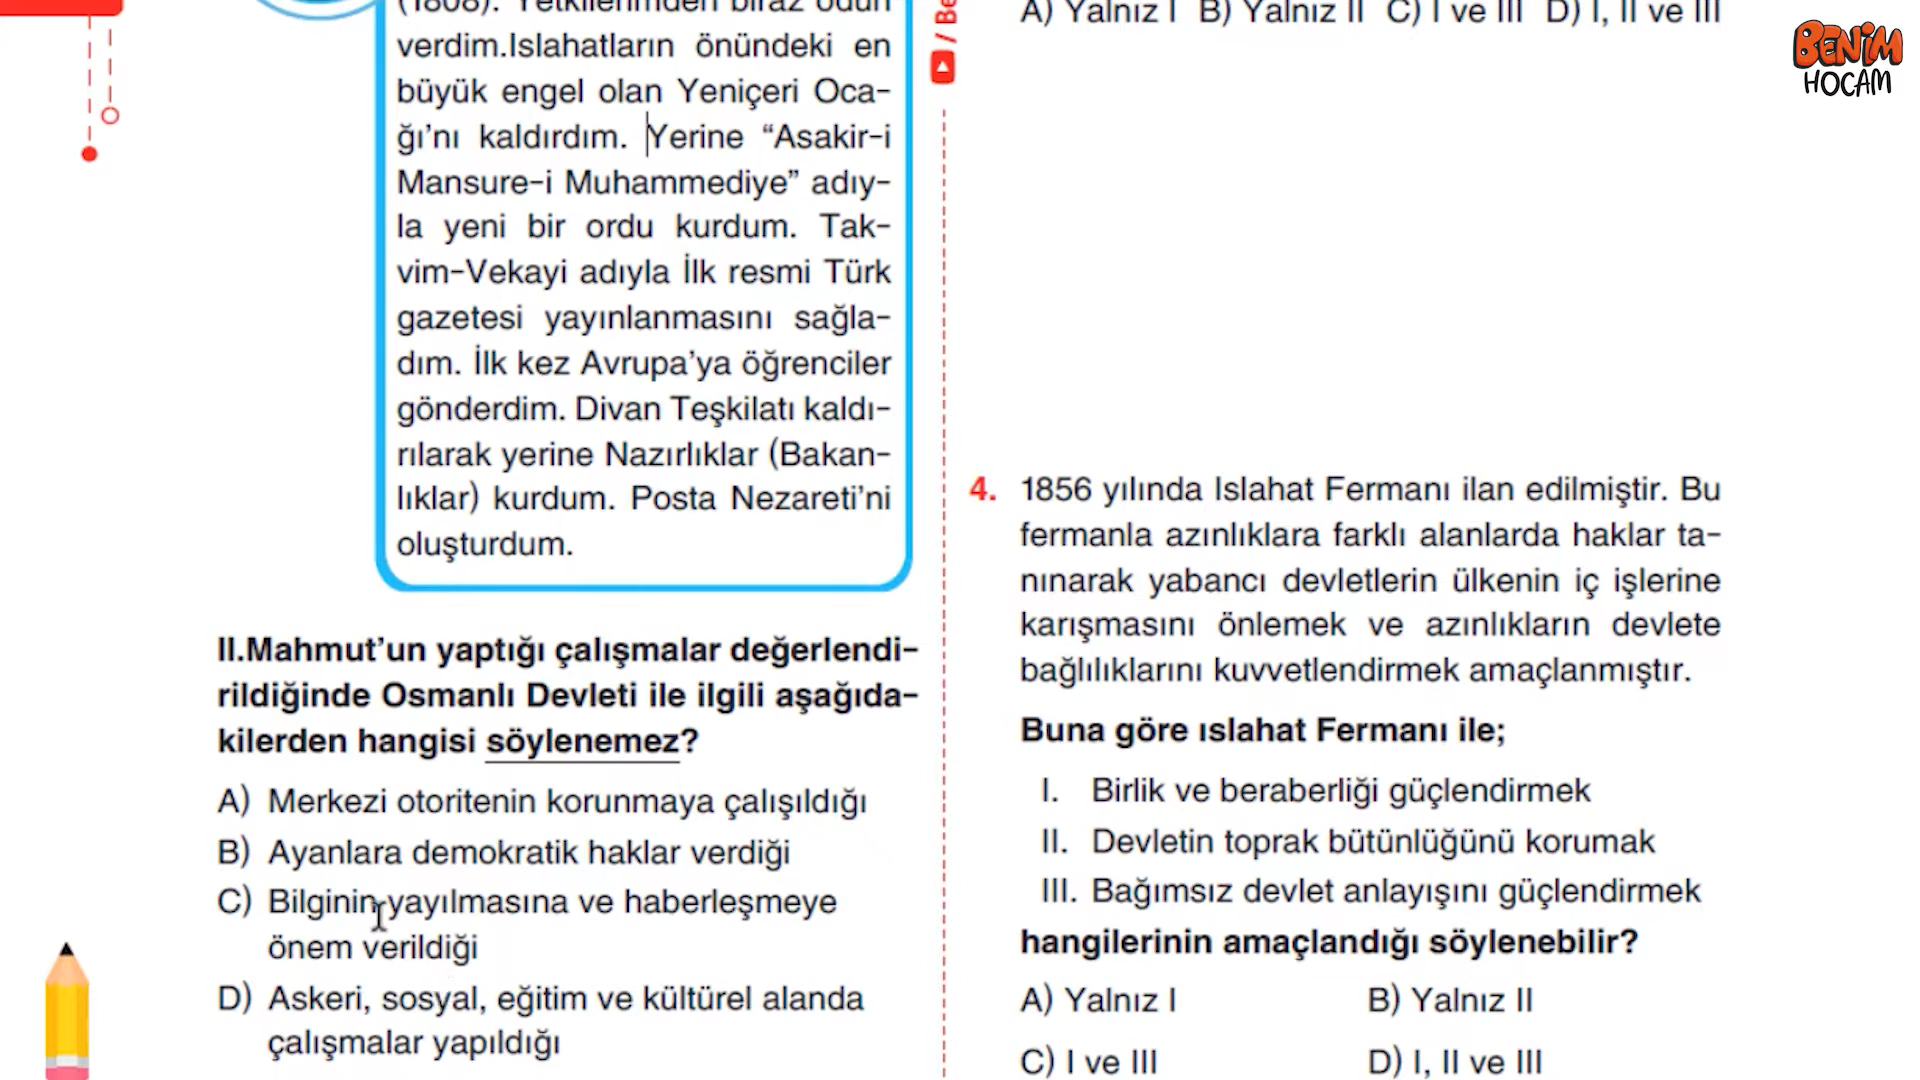 (1808). Yetkilerimden biraz ödün
verdim.Islahatların önündeki en
büyük engel olan Yeniçeri Oca-
ğı’nı kaldırdım. Yerine “Asakir-i
Mansure-i Muhammediye” adıy-
la yeni bir ordu kurdum. Tak-
vim-Vekayi adıyla İlk resmi Türk
gazetesi yayınlanmasını sağla-
dım. İlk kez Avrupa’ya öğrenciler
gönderdim. Divan Teşkilatı kaldı-
rılarak yerine Nazırlıklar (Bakan-
lıklar) kurdum. Posta Nezareti’ni
oluşturdum.
II.Mahmut’un yaptığı çalışmalar değerlendi-
rildiğinde Osmanlı Devleti ile ilgili aşağıda-
kilerden hangisi söylenemez?
A) Merkezi otoritenin korunmaya çalışıldığı
B) Ayanlara demokratik haklar verdiği
C) Bilginin yayılmasına ve haberleşmeye
önem verildiği
D) Askeri, sosyal, eğitim ve kültürel alanda
çalışmalar yapıldığı
/ Be
A) Yalnız I B) Yalnız II C) I ve III D) I, II ve III
4. 1856 yılında Islahat Fermanı ilan edilmiştir. Bu
fermanla azınlıklara farklı alanlarda haklar ta-
nınarak yabancı devletlerin ülkenin iç işlerine
karışmasını önlemek ve azınlıkların devlete
bağlılıklarını kuvvetlendirmek amaçlanmıştır.
Buna göre ıslahat Fermanı ile;
I. Birlik ve beraberliği güçlendirmek
II. Devletin toprak bütünlüğünü korumak
III. Bağımsız devlet anlayışını güçlendirmek
hangilerinin amaçlandığı söylenebilir?
A) Yalnız I B) Yalnız II
C) I ve III D) I, II ve III
BENİM
HOCAM